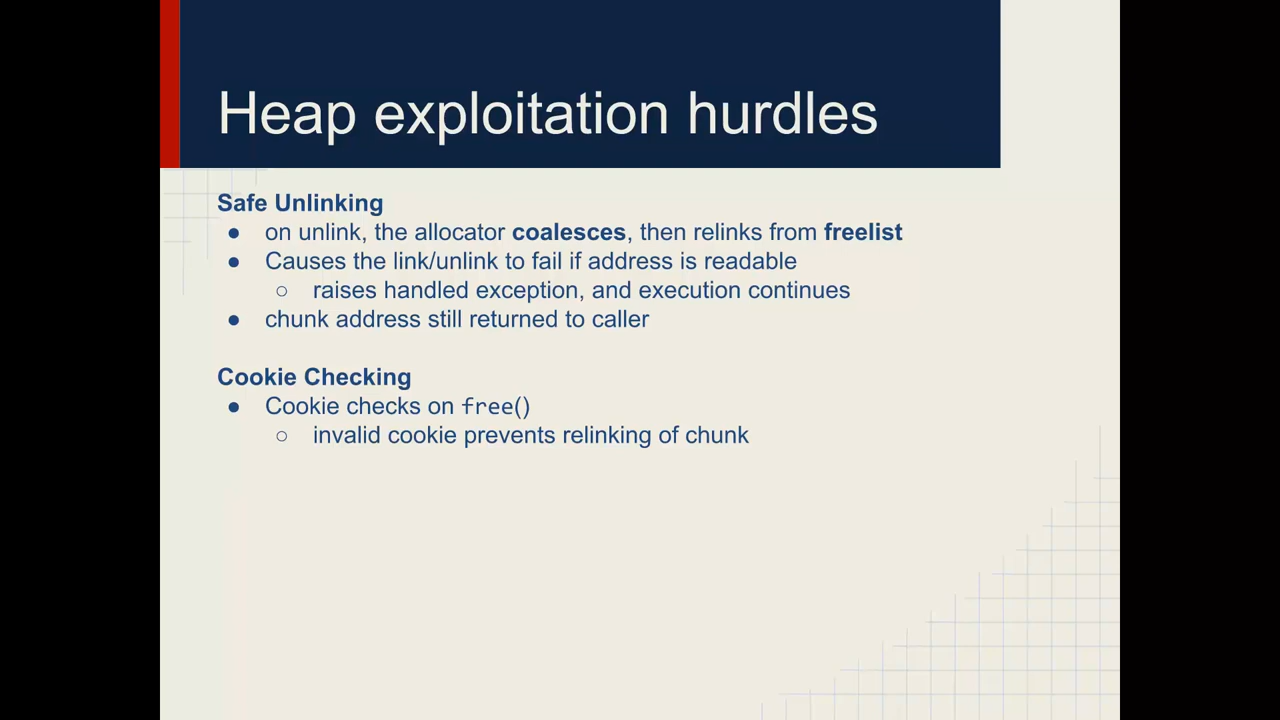 Heap exploitation hurdles
Safe Unlinking
● on unlink, the allocator coalesces, then relinks from freelist
● Causes the link/unlink to fail if address is readable
○ raises handled exception, and execution continues
● chunk address still returned to caller
Cookie Checking
● Cookie checks on free()
○ invalid cookie prevents relinking of chunk